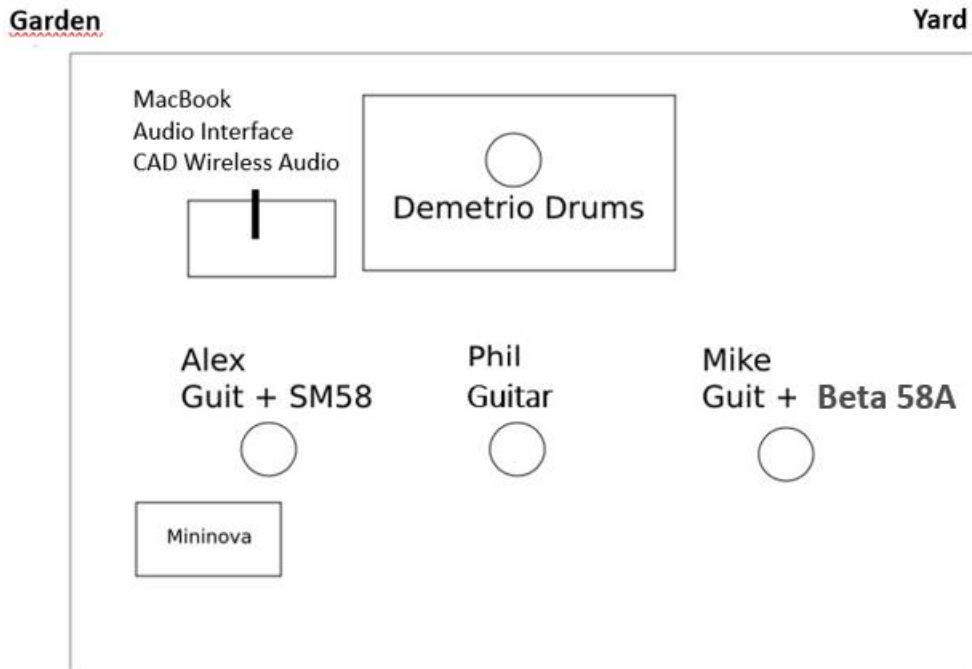 Garden
Yard
MacBook
Audio Interface
CAD Wireless Audio
Demetrio Drums
Alex
Guit + SM58
Phil
Guitar
Mike
Guit + Beta 58A
Mininova